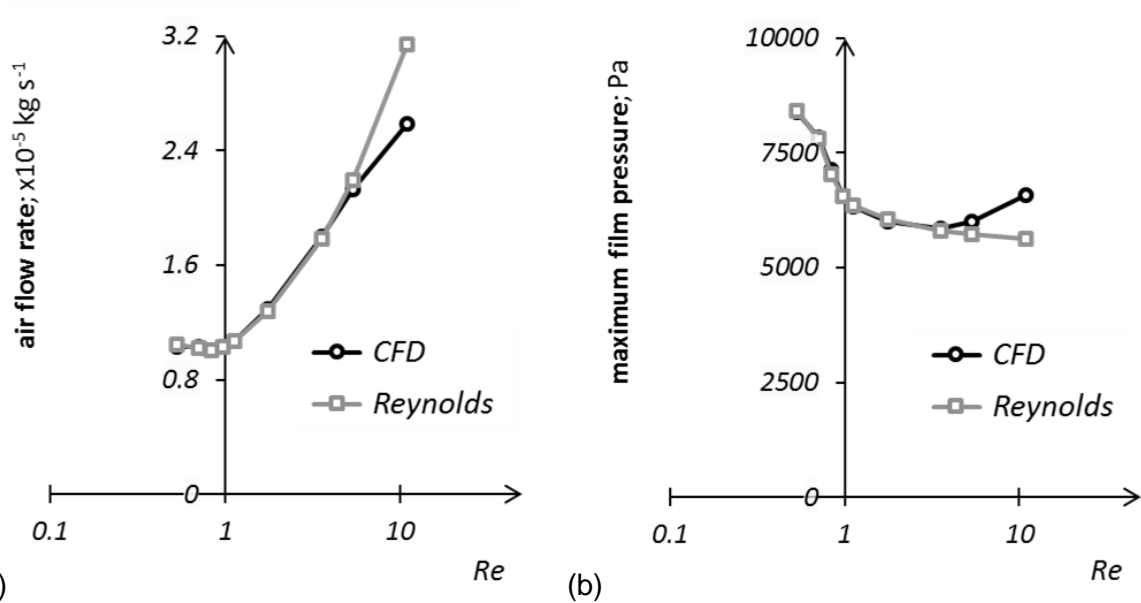 air flow rate; x10⁻⁵ kg s⁻¹
3.2
2.4
1.6
0.8
0
0.1
1
10
Re
CFD
Reynolds
)
maximum film pressure; Pa
10000
7500
5000
2500
0
0.1
1
10
Re
CFD
Reynolds
(b)